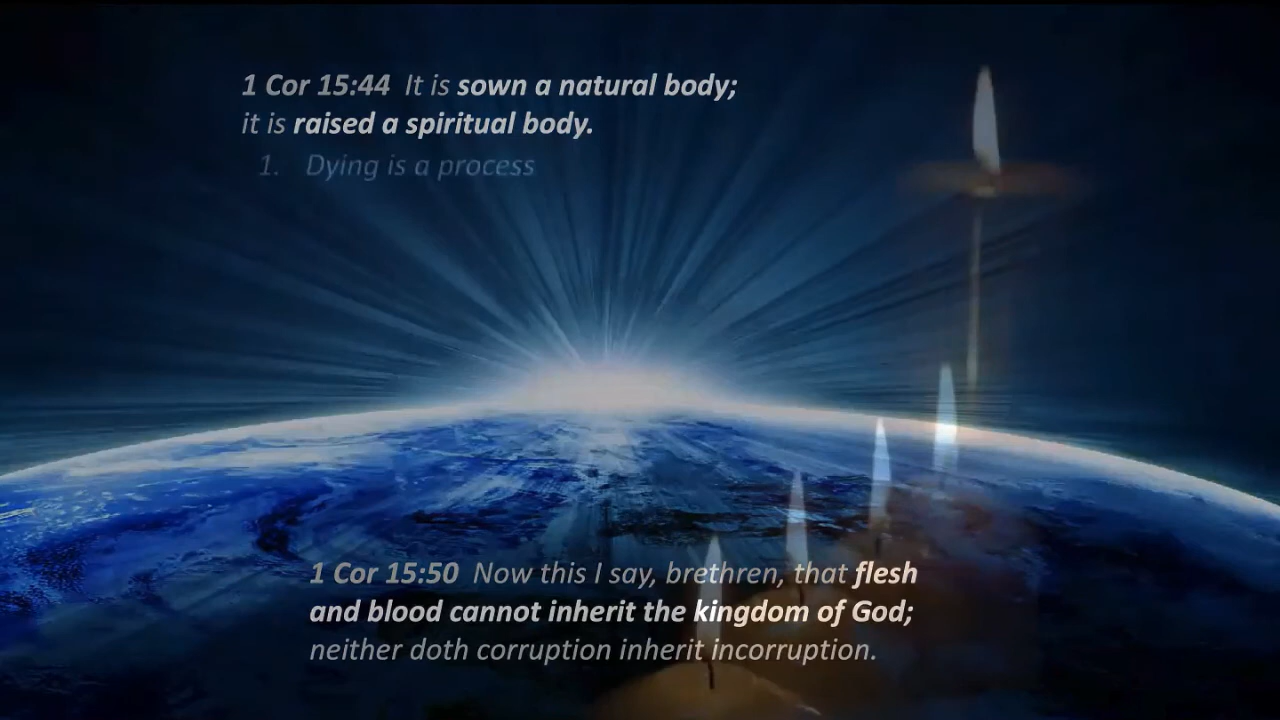 1 Cor 15:44 It is sown a natural body;
it is raised a spiritual body.
1. Dying is a process
1 Cor 15:50 Now this I say, brethren, that flesh
and blood cannot inherit the kingdom of God;
neither doth corruption inherit incorruption.